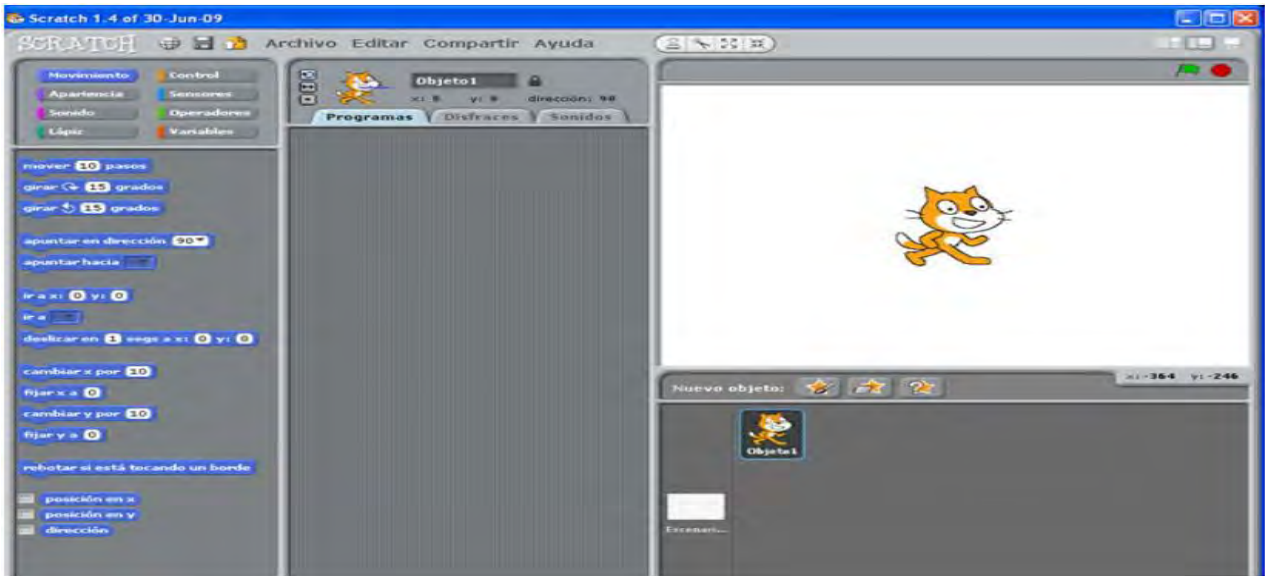 Scratch 1.4 of 30-Jun-09
SCRATCH Archivo Editar Compartir Ayuda
Movimiento Control
Apariencia Sensores
Sonido Operadores
Lápiz Variables
mover 10 pasos
girar 15 grados
girar 15 grados
apuntar en dirección 90
apuntar hacia
ir a x: 0 y: 0
ir a
deslizar en 1 segs a x: 0 y: 0
cambiar x por 10
fijar x a 0
cambiar y por 10
fijar y a 0
rebotar si está tocando un borde
posición en x
posición en y
dirección
Objeto1
x: y: dirección: 90
Programas Disfraces Sonidos
x:-364 y:-246
Nuevo objeto:
Objeto1
Escenari...